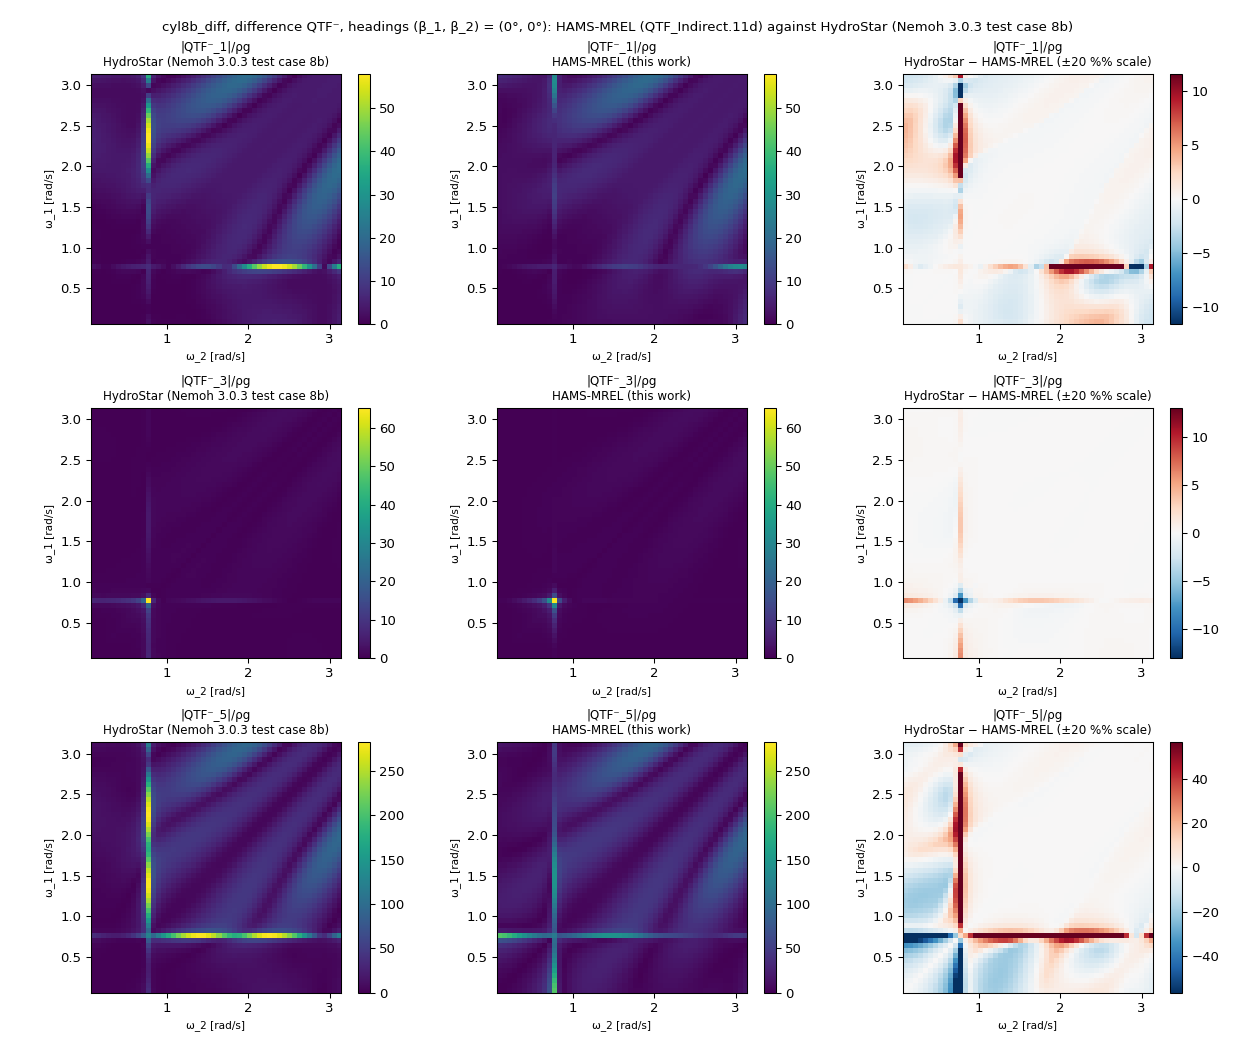 cyl8b_diff, difference QTF⁻, headings (β_1, β_2) = (0°, 0°): HAMS-MREL (QTF_Indirect.11d) against HydroStar (Nemoh 3.0.3 test case 8b)
|QTF⁻_1|/ρg
HydroStar (Nemoh 3.0.3 test case 8b)
|QTF⁻_1|/ρg
HAMS-MREL (this work)
|QTF⁻_1|/ρg
HydroStar − HAMS-MREL (±20 %% scale)
ω_1 [rad/s]
3.0
2.5
2.0
1.5
1.0
0.5
1 2 3
ω_2 [rad/s]
50
40
30
20
10
0
ω_1 [rad/s]
3.0
2.5
2.0
1.5
1.0
0.5
1 2 3
ω_2 [rad/s]
50
40
30
20
10
0
ω_1 [rad/s]
3.0
2.5
2.0
1.5
1.0
0.5
1 2 3
ω_2 [rad/s]
10
5
0
−5
−10
|QTF⁻_3|/ρg
HydroStar (Nemoh 3.0.3 test case 8b)
|QTF⁻_3|/ρg
HAMS-MREL (this work)
|QTF⁻_3|/ρg
HydroStar − HAMS-MREL (±20 %% scale)
ω_1 [rad/s]
3.0
2.5
2.0
1.5
1.0
0.5
1 2 3
ω_2 [rad/s]
60
50
40
30
20
10
0
ω_1 [rad/s]
3.0
2.5
2.0
1.5
1.0
0.5
1 2 3
ω_2 [rad/s]
60
50
40
30
20
10
0
ω_1 [rad/s]
3.0
2.5
2.0
1.5
1.0
0.5
1 2 3
ω_2 [rad/s]
10
5
0
−5
−10
|QTF⁻_5|/ρg
HydroStar (Nemoh 3.0.3 test case 8b)
|QTF⁻_5|/ρg
HAMS-MREL (this work)
|QTF⁻_5|/ρg
HydroStar − HAMS-MREL (±20 %% scale)
ω_1 [rad/s]
3.0
2.5
2.0
1.5
1.0
0.5
1 2 3
ω_2 [rad/s]
250
200
150
100
50
0
ω_1 [rad/s]
3.0
2.5
2.0
1.5
1.0
0.5
1 2 3
ω_2 [rad/s]
250
200
150
100
50
0
ω_1 [rad/s]
3.0
2.5
2.0
1.5
1.0
0.5
1 2 3
ω_2 [rad/s]
40
20
0
−20
−40